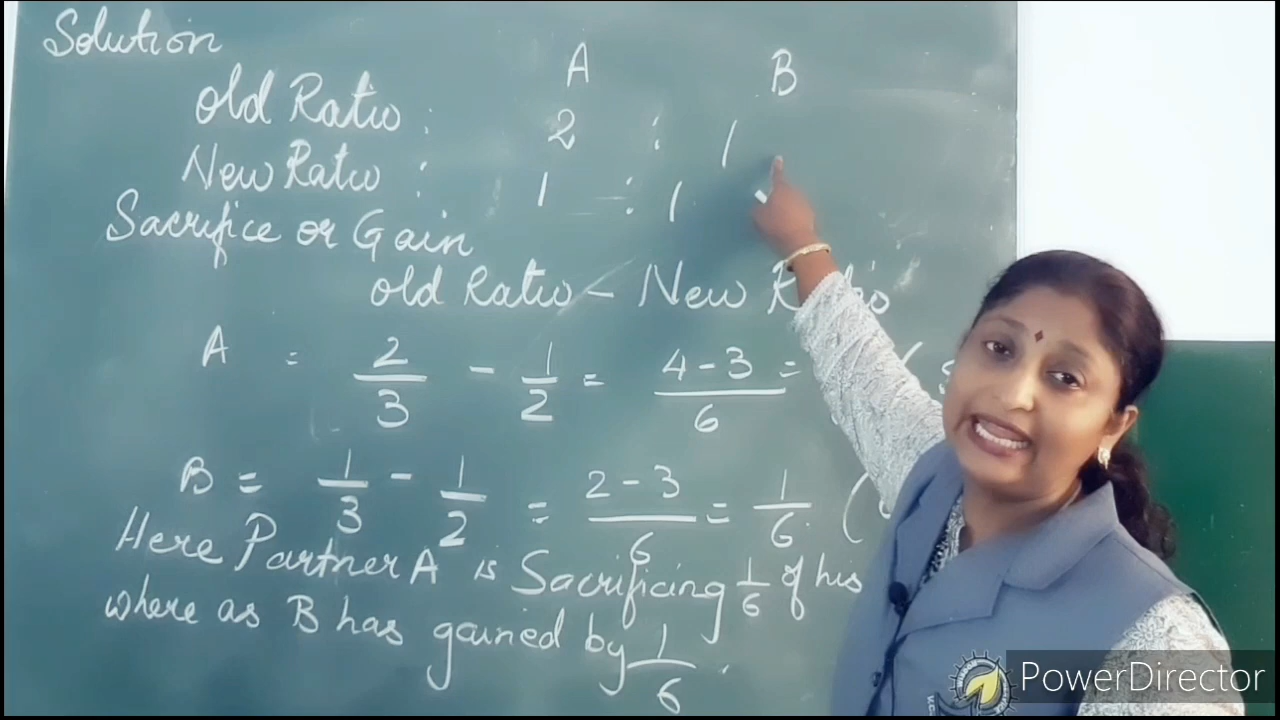 Solution
A B
Old Ratio : 2 : 1
New Ratio : 1 : 1
Sacrifice or Gain
Old Ratio - New Ratio
A = 2/3 - 1/2 = 4-3/6 = (
B = 1/3 - 1/2 = 2-3/6 = 1/6 (
Here Partner A is Sacrificing 1/6 of his
where as B has gained by 1/6.
PowerDirector